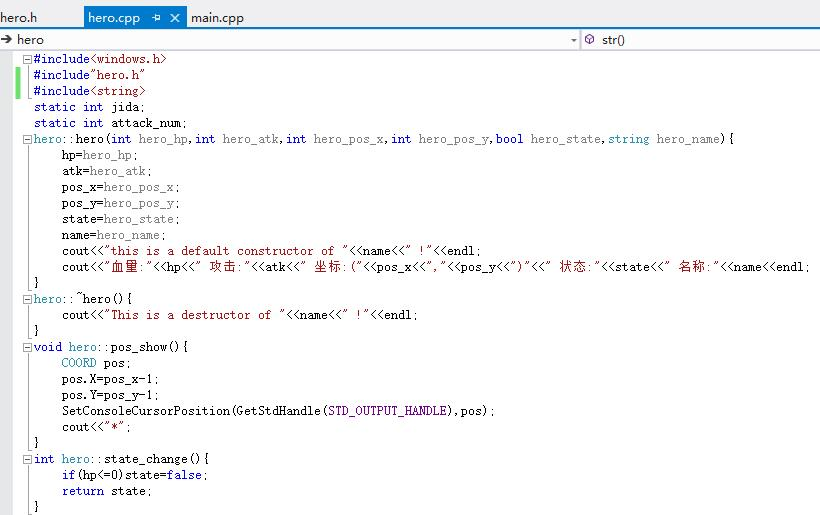 hero.h hero.cpp main.cpp
hero str()
#include<windows.h>
#include"hero.h"
#include<string>
static int jida;
static int attack_num;
hero::hero(int hero_hp,int hero_atk,int hero_pos_x,int hero_pos_y,bool hero_state,string hero_name){
hp=hero_hp;
atk=hero_atk;
pos_x=hero_pos_x;
pos_y=hero_pos_y;
state=hero_state;
name=hero_name;
cout<<"this is a default constructor of "<<name<<" !"<<endl;
cout<<"血量:"<<hp<<" 攻击:"<<atk<<" 坐标:("<<pos_x<<","<<pos_y<<")"<<" 状态:"<<state<<" 名称:"<<name<<endl;
}
hero::~hero(){
cout<<"This is a destructor of "<<name<<" !"<<endl;
}
void hero::pos_show(){
COORD pos;
pos.X=pos_x-1;
pos.Y=pos_y-1;
SetConsoleCursorPosition(GetStdHandle(STD_OUTPUT_HANDLE),pos);
cout<<"*";
}
int hero::state_change(){
if(hp<=0)state=false;
return state;
}